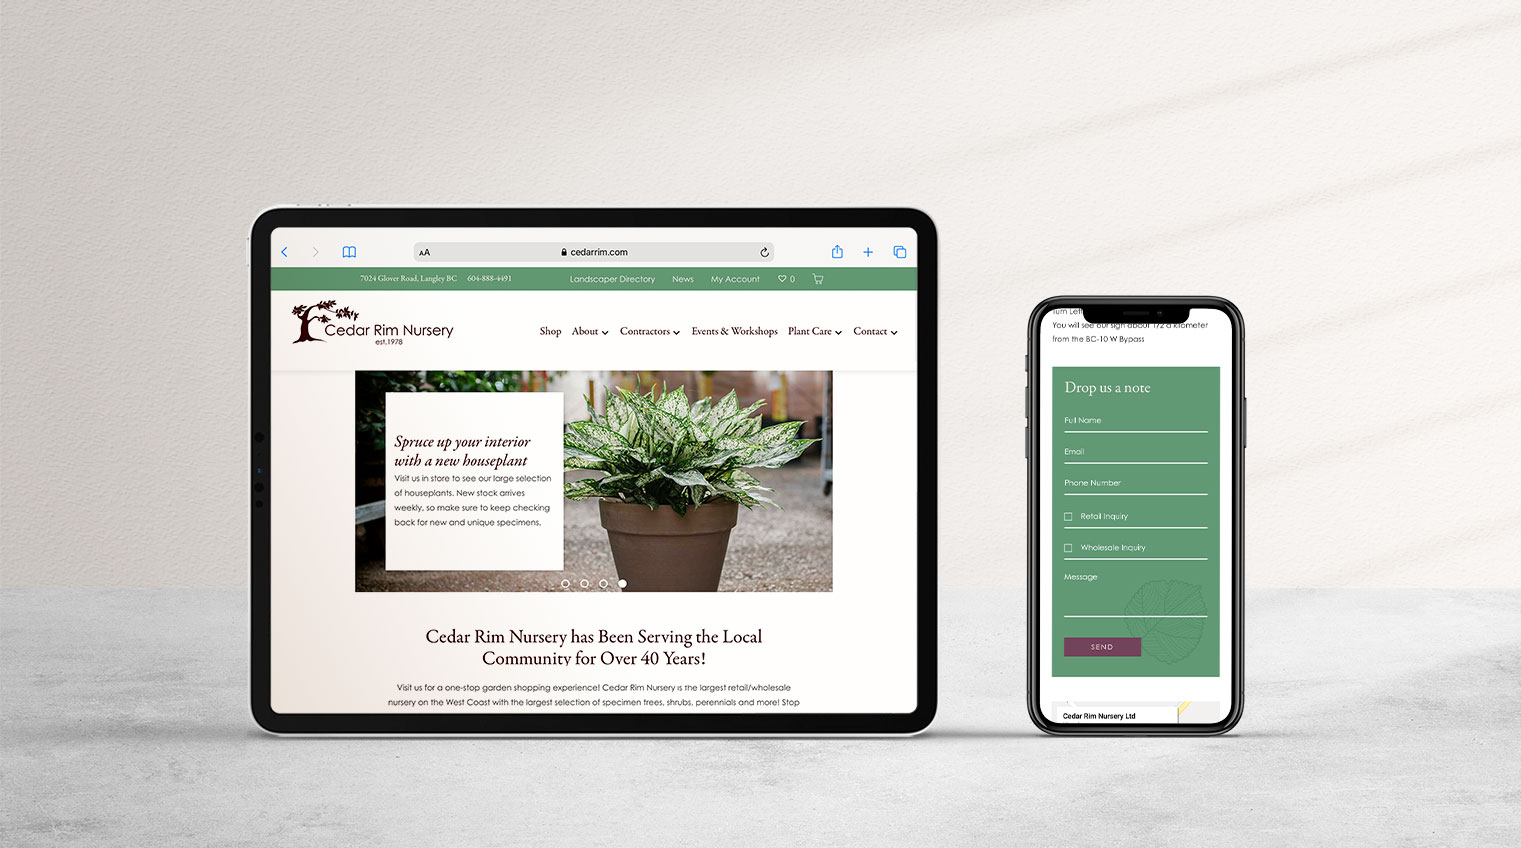 AA
cedarrim.com
7024 Glover Road, Langley BC 604-888-4491
Landscaper Directory News My Account 0
Cedar Rim Nursery
est.1978
Shop About Contractors Events & Workshops Plant Care Contact
Spruce up your interior
with a new houseplant
Visit us in store to see our large selection
of houseplants. New stock arrives
weekly, so make sure to keep checking
back for new and unique specimens.
Cedar Rim Nursery has Been Serving the Local
Community for Over 40 Years!
Visit us for a one-stop garden shopping experience! Cedar Rim Nursery is the largest retail/wholesale
nursery on the West Coast with the largest selection of specimen trees, shrubs, perennials and more! Stop
Turn Left
You will see our sign about 1/2 a kilometer
from the BC-10 W Bypass
Drop us a note
Full Name
Email
Phone Number
Retail Inquiry
Wholesale Inquiry
Message
SEND
Cedar Rim Nursery Ltd